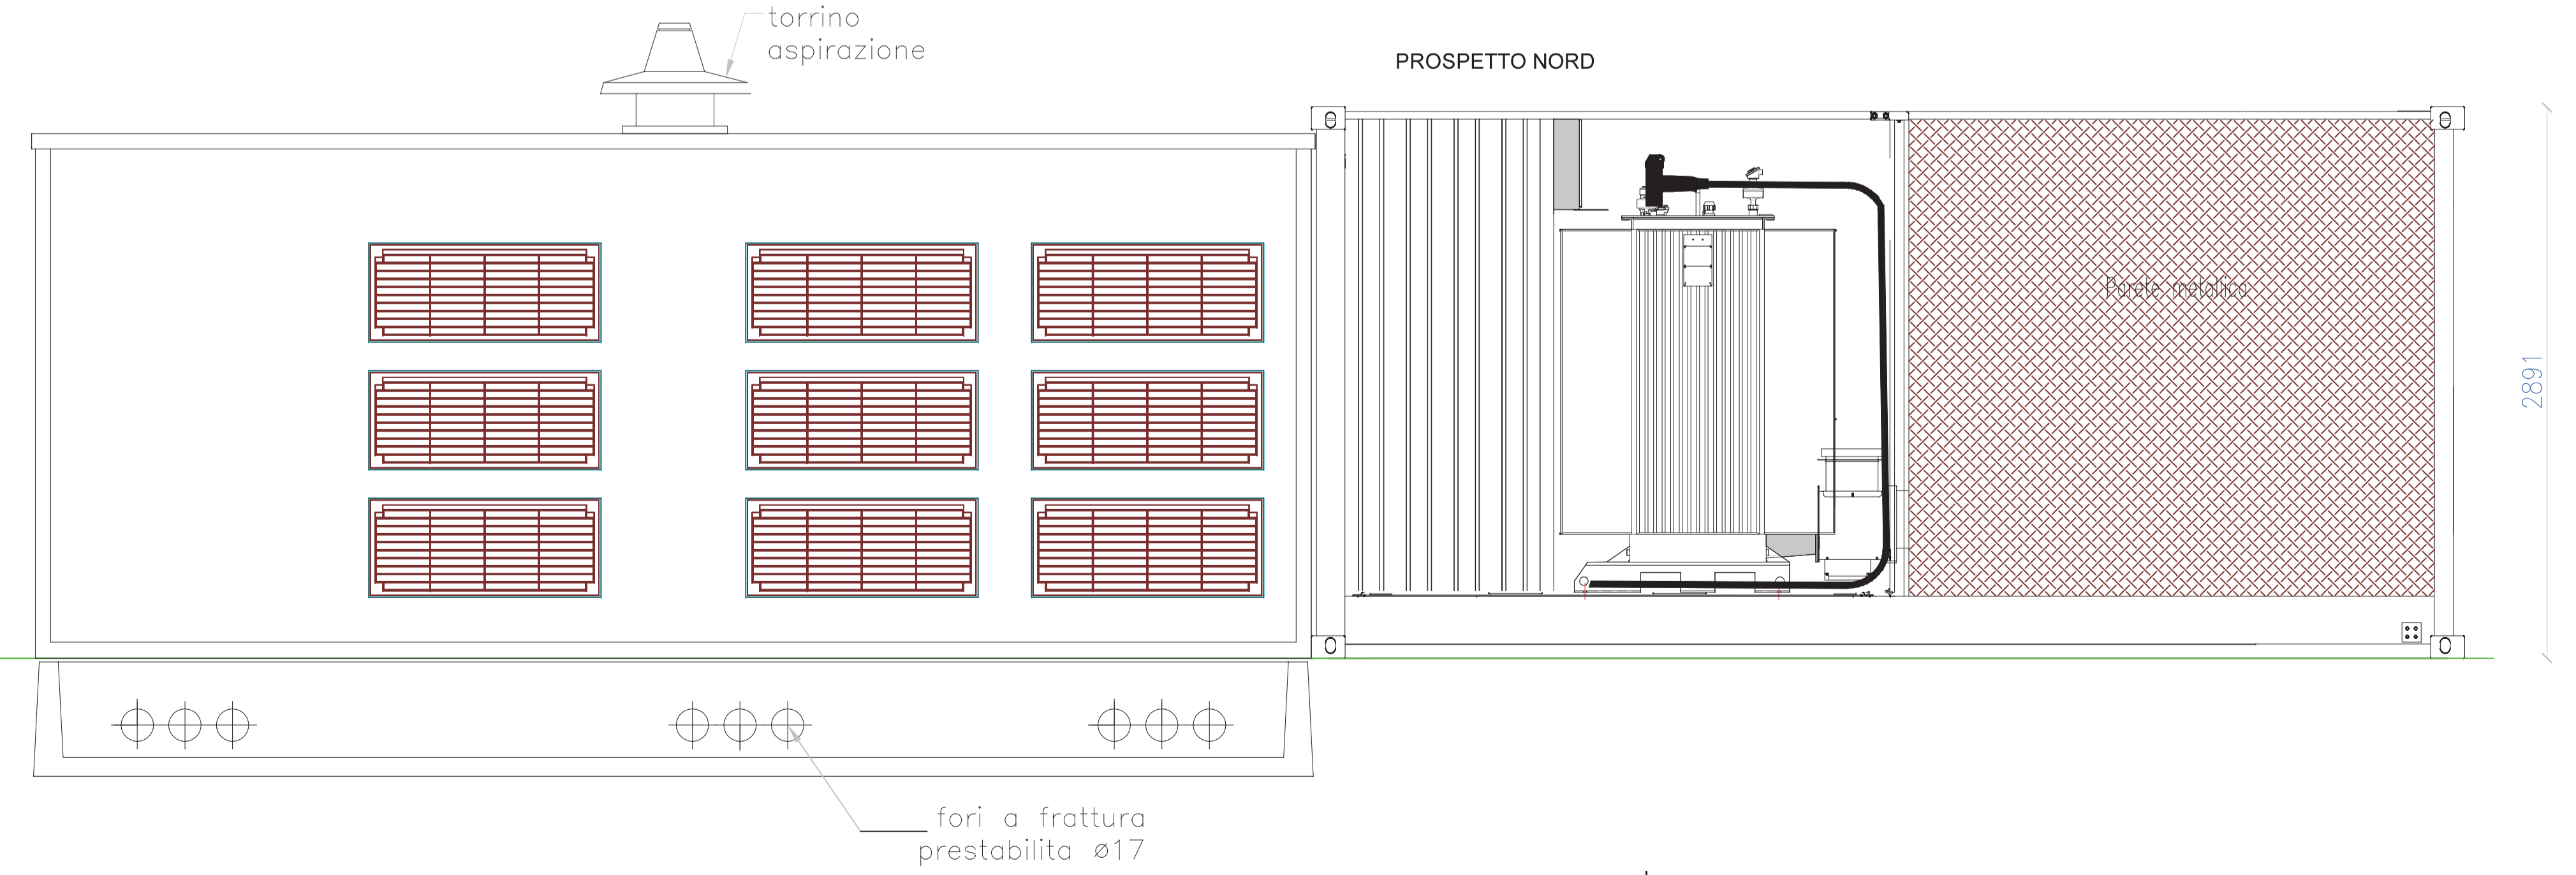 torrino
aspirazione
PROSPETTO NORD
Parete metallica
2891
fori a frattura
prestabilita ø17